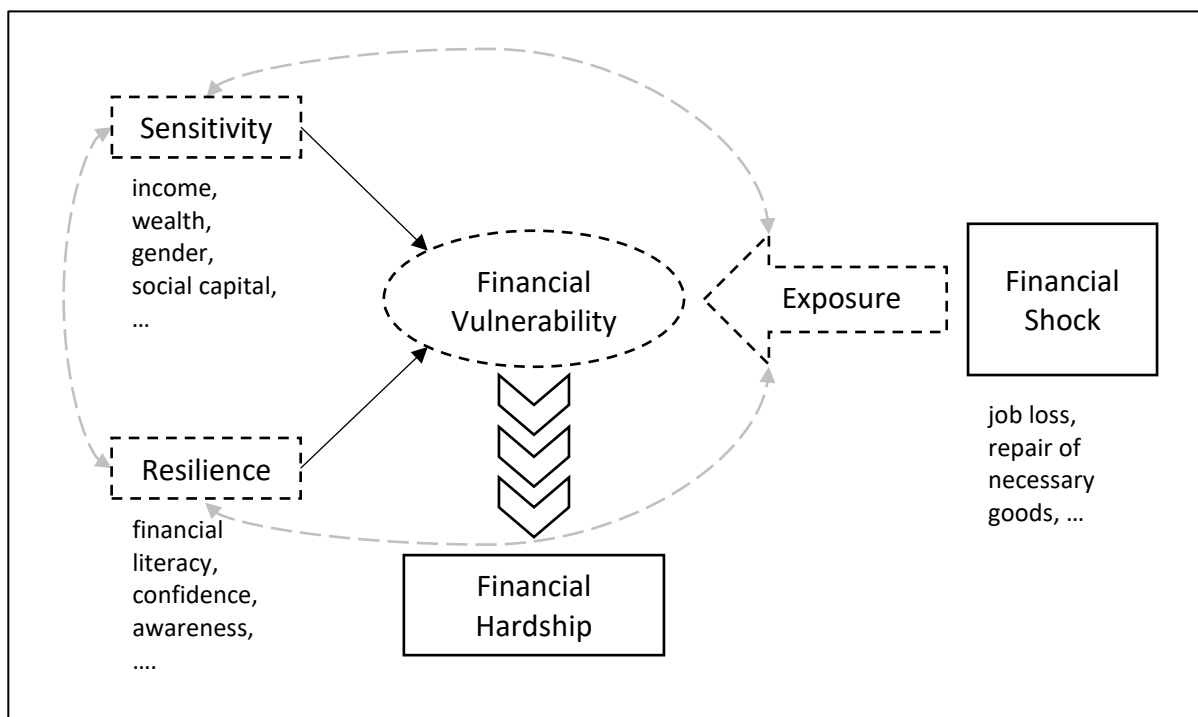 Sensitivity
income,
wealth,
gender,
social capital,
…
Financial
Vulnerability
Exposure
Financial
Shock
job loss,
repair of
necessary
goods, …
Resilience
financial
literacy,
confidence,
awareness,
….
Financial
Hardship